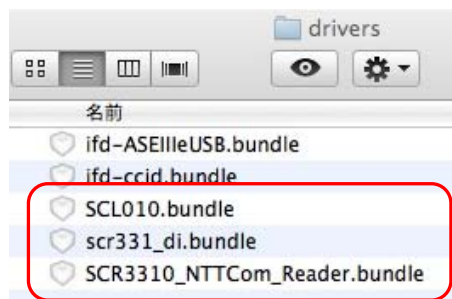 drivers
名前
ifd-ASEIIIeUSB.bundle
ifd-ccid.bundle
SCL010.bundle
scr331_di.bundle
SCR3310_NTTCom_Reader.bundle